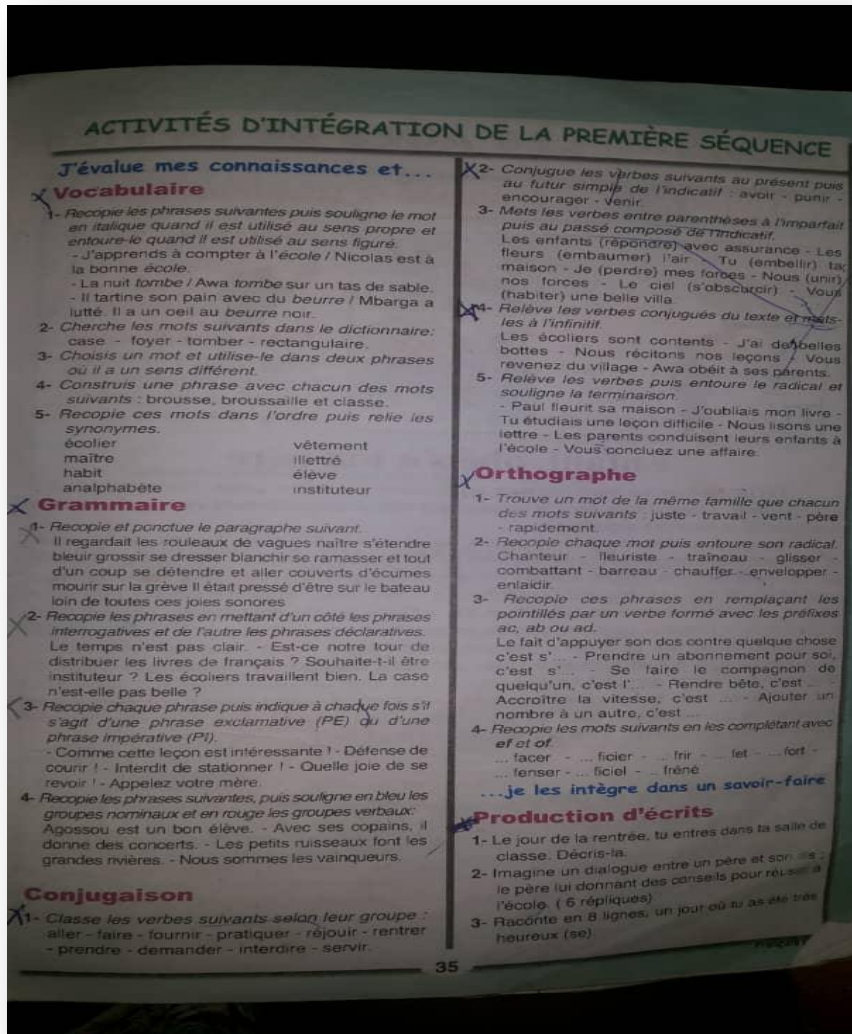 ACTIVITÉS D'INTÉGRATION DE LA PREMIÈRE SÉQUENCE
J'évalue mes connaissances et...
Vocabulaire
1- Recopie les phrases suivantes puis souligne le mot
en italique quand il est utilisé au sens propre et
entoure-le quand il est utilisé au sens figuré.
- J'apprends à compter à l'école / Nicolas est à
la bonne école.
- La nuit tombe / Awa tombe sur un tas de sable.
- Il tartine son pain avec du beurre / Mbarga a
lutté. Il a un oeil au beurre noir.
2- Cherche les mots suivants dans le dictionnaire:
case - foyer - tomber - rectangulaire.
3- Choisis un mot et utilise-le dans deux phrases
où il a un sens différent.
4- Construis une phrase avec chacun des mots
suivants : brousse, broussaille et classe.
5- Recopie ces mots dans l'ordre puis relie les
synonymes.
écolier vêtement
maître illettré
habit élève
analphabète instituteur
Grammaire
1- Recopie et ponctue le paragraphe suivant.
Il regardait les rouleaux de vagues naître s'étendre
bleuir grossir se dresser blanchir se ramasser et tout
d'un coup se détendre et aller couverts d'écumes
mourir sur la grève Il était pressé d'être sur le bateau
loin de toutes ces joies sonores
2- Recopie les phrases en mettant d'un côté les phrases
interrogatives et de l'autre les phrases déclaratives.
Le temps n'est pas clair. - Est-ce notre tour de
distribuer les livres de français ? Souhaite-t-il être
instituteur ? Les écoliers travaillent bien. La case
n'est-elle pas belle ?
3- Recopie chaque phrase puis indique à chaque fois s'il
s'agit d'une phrase exclamative (PE) ou d'une
phrase impérative (PI).
- Comme cette leçon est intéressante ! - Défense de
courir ! - Interdit de stationner ! - Quelle joie de se
revoir ! - Appelez votre mère.
4- Recopie les phrases suivantes, puis souligne en bleu les
groupes nominaux et en rouge les groupes verbaux:
Agossou est un bon élève. - Avec ses copains, il
donne des concerts. - Les petits ruisseaux font les
grandes rivières. - Nous sommes les vainqueurs.
Conjugaison
1- Classe les verbes suivants selon leur groupe :
aller - faire - fournir - pratiquer - réjouir - rentrer
- prendre - demander - interdire - servir.
2- Conjugue les verbes suivants au présent puis
au futur simple de l'indicatif : avoir - punir -
encourager - venir.
3- Mets les verbes entre parenthèses à l'imparfait
puis au passé composé de l'indicatif.
Les enfants (répondre) avec assurance - Les
fleurs (embaumer) l'air - Tu (embellir) ta
maison - Je (perdre) mes forces - Nous (unir)
nos forces - Le ciel (s'obscurcir) - Vous
(habiter) une belle villa.
4- Relève les verbes conjugués du texte et mets-
les à l'infinitif.
Les écoliers sont contents - J'ai de belles
bottes - Nous récitons nos leçons - Vous
revenez du village - Awa obéit à ses parents.
5- Relève les verbes puis entoure le radical et
souligne la terminaison.
- Paul fleurit sa maison - J'oubliais mon livre -
Tu étudiais une leçon difficile - Nous lisons une
lettre - Les parents conduisent leurs enfants à
l'école - Vous concluez une affaire.
Orthographe
1- Trouve un mot de la même famille que chacun
des mots suivants : juste - travail - vent - père
- rapidement.
2- Recopie chaque mot puis entoure son radical.
Chanteur - fleuriste - traîneau - glisser -
combattant - barreau - chauffer - envelopper -
enlaidir.
3- Recopie ces phrases en remplaçant les
pointillés par un verbe formé avec les préfixes
ac, ab ou ad.
Le fait d'appuyer son dos contre quelque chose
c'est s'... - Prendre un abonnement pour soi,
c'est s'... - Se faire le compagnon de
quelqu'un, c'est l'... - Rendre bête, c'est ... -
Accroître la vitesse, c'est ... - Ajouter un
nombre à un autre, c'est ...
4- Recopie les mots suivants en les complétant avec
ef et of.
... facer - ... ficier - .. frir - ... fet - ... fort -
... fenser - ... ficiel - .. fréné
...je les intègre dans un savoir-faire
Production d'écrits
1- Le jour de la rentrée, tu entres dans ta salle de
classe. Décris-la.
2- Imagine un dialogue entre un père et son fils ;
le père lui donnant des conseils pour réussir à
l'école. ( 6 répliques)
3- Raconte en 8 lignes, un jour où tu as été très
heureux (se).
35